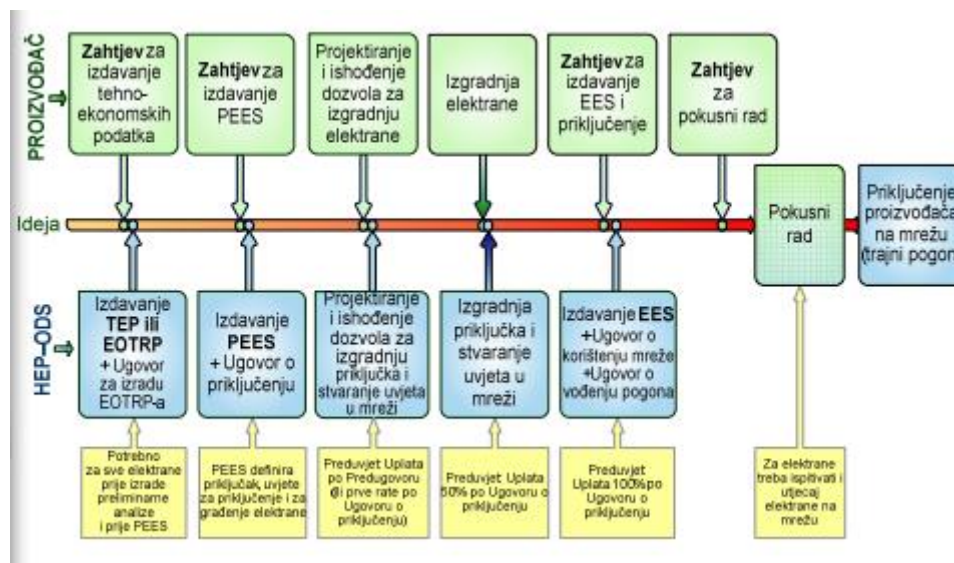 PROIZVOĐAČ
Zahtjev za
izdavanje
tehno-
ekonomskih
podatka
Zahtjev za
izdavanje
PEES
Projektiranje
i ishođenje
dozvola za
izgradnju
elektrane
Izgradnja
elektrane
Zahtjev za
izdavanje
EES i
priključenje
Zahtjev
za
pokusni rad
Ideja
Pokusni
rad
Priključenje
proizvođača
na mrežu
(trajni pogon
HEP-ODS
Izdavanje
TEP ili
EOTRP
+ Ugovor
za izradu
EOTRP-a
Izdavanje
PEES
+ Ugovor o
priključenju
Projektiranje
i ishođenje
dozvola za
izgradnju
priključka i
stvaranje uvjeta
u mreži
Izgradnja
priključka i
stvaranje
uvjeta u
mreži
Izdavanje EES
+Ugovor o
korištenju mreže
+Ugovor o
vođenju pogona
Potrebno
za sve elektrane
prije izrade
preliminarne
analize
i prije PEES
PEES definira
priključak, uvjete
za priključenje i za
građenje elektrane
Preduvjet Uplata
po Predugovoru
(ili prve rate po
Ugovoru o
priključenju)
Preduvjet Uplata
50% po Ugovoru o
priključenju
Preduvjet
Uplata 100% po
Ugovoru o
priključenju
Za elektrane
treba ispitivati i
utjecaj
elektrane na
mrežu